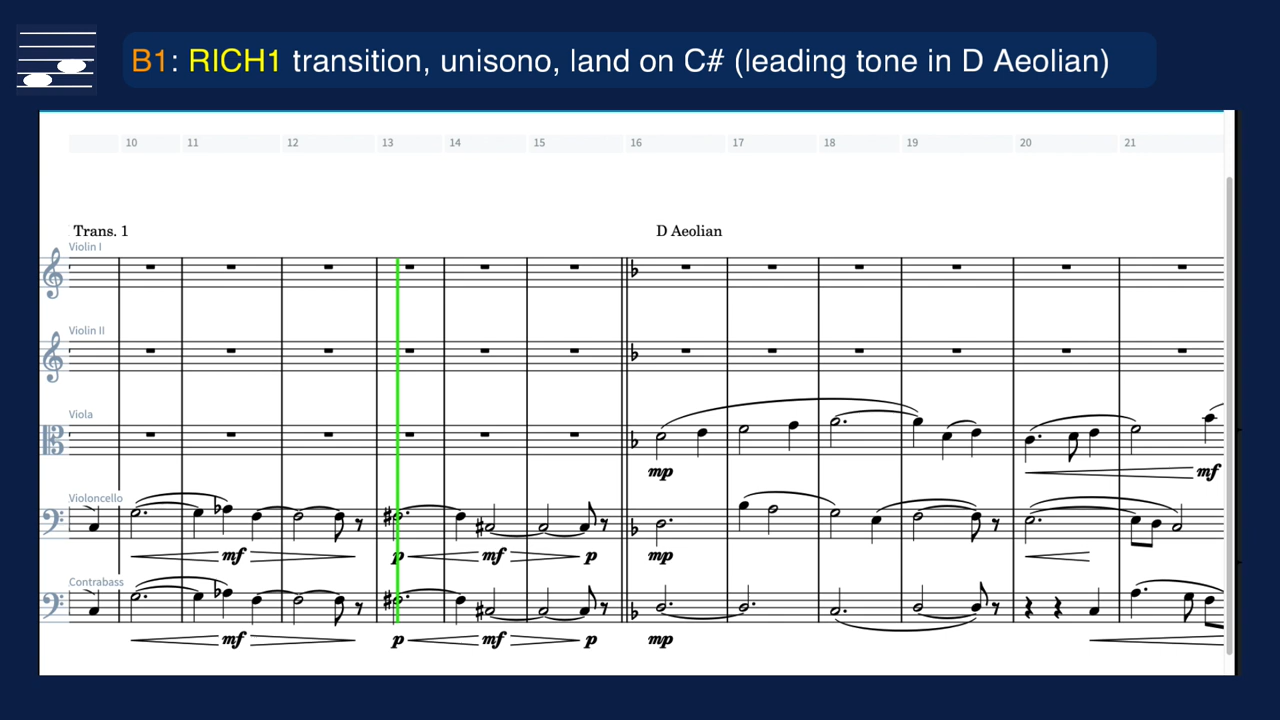 B1: RICH1 transition, unisono, land on C# (leading tone in D Aeolian)
10 11 12 13 14 15 16 17 18 19 20 21
Trans. 1 D Aeolian
Violin I
Violin II
Viola
mp mf
Violoncello
mf p mf p mp
Contrabass
mf p mf p mp